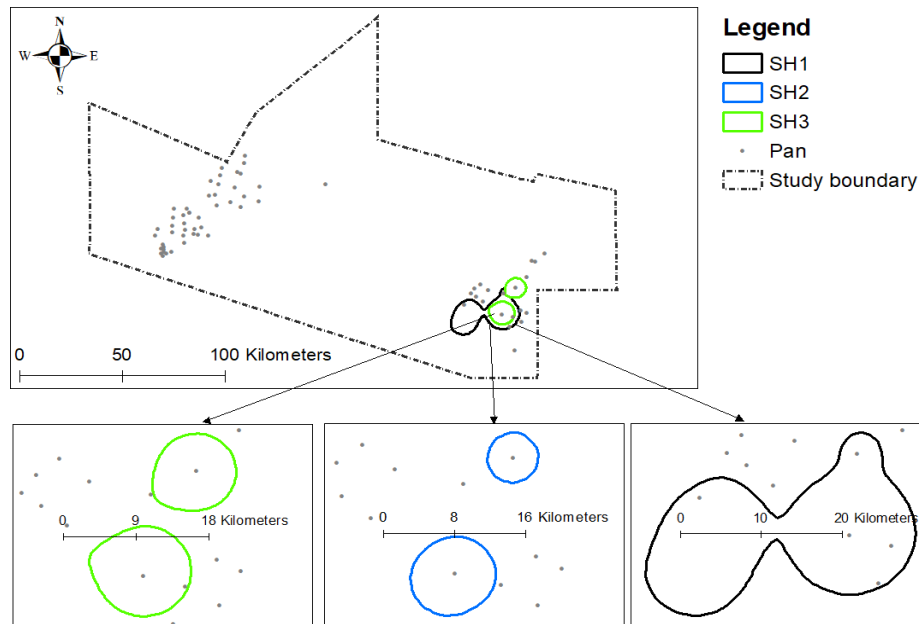 N
W E
S
Legend
SH1
SH2
SH3
Pan
Study boundary
0 50 100 Kilometers
0 9 18 Kilometers
0 8 16 Kilometers
0 10 20 Kilometers